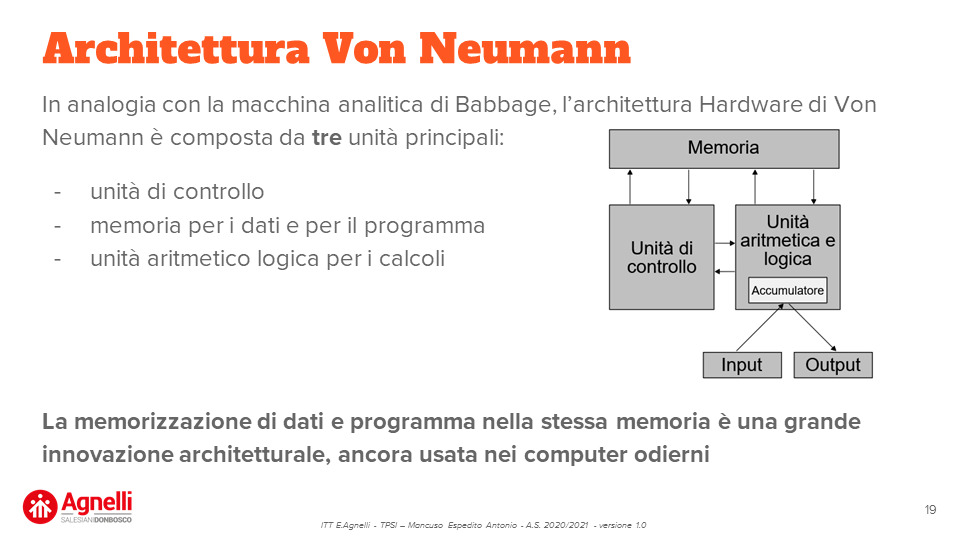 Architettura Von Neumann
In analogia con la macchina analitica di Babbage, l'architettura Hardware di Von
Neumann è composta da tre unità principali:
- unità di controllo
- memoria per i dati e per il programma
- unità aritmetico logica per i calcoli
Memoria
Unità di
controllo
Unità
aritmetica e
logica
Accumulatore
Input
Output
La memorizzazione di dati e programma nella stessa memoria è una grande
innovazione architetturale, ancora usata nei computer odierni
Agnelli
SALESIANI DONBOSCO
ITT E.Agnelli - TPSI – Mancuso Espedito Antonio - A.S. 2020/2021 - versione 1.0
19